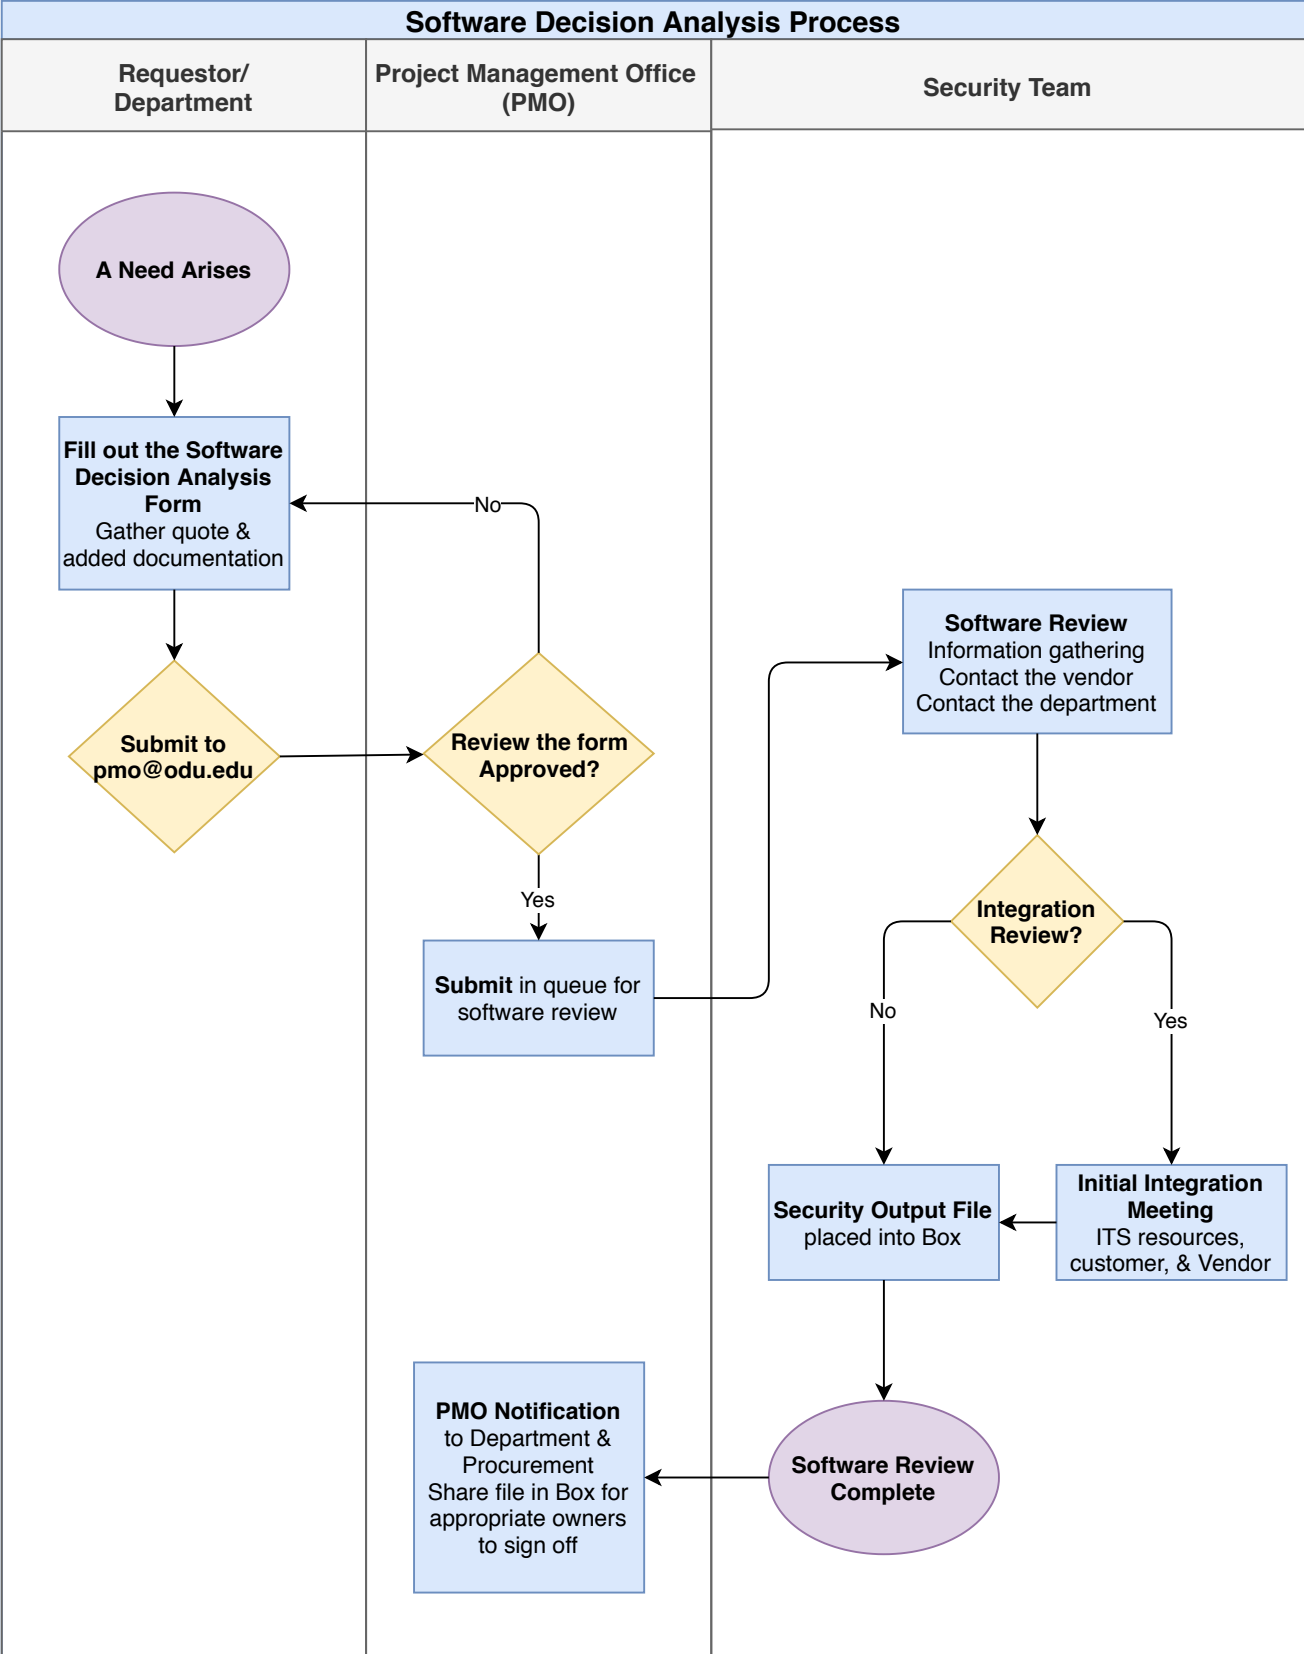 Software Decision Analysis Process
Requestor/
Department
Project Management Office
(PMO)
Security Team
A Need Arises
Fill out the Software
Decision Analysis
Form
Gather quote &
added documentation
No
Submit to
pmo@odu.edu
Review the form
Approved?
Yes
Submit in queue for
software review
Software Review
Information gathering
Contact the vendor
Contact the department
Integration
Review?
No
Yes
Security Output File
placed into Box
Initial Integration
Meeting
ITS resources,
customer, & Vendor
Software Review
Complete
PMO Notification
to Department &
Procurement
Share file in Box for
appropriate owners
to sign off